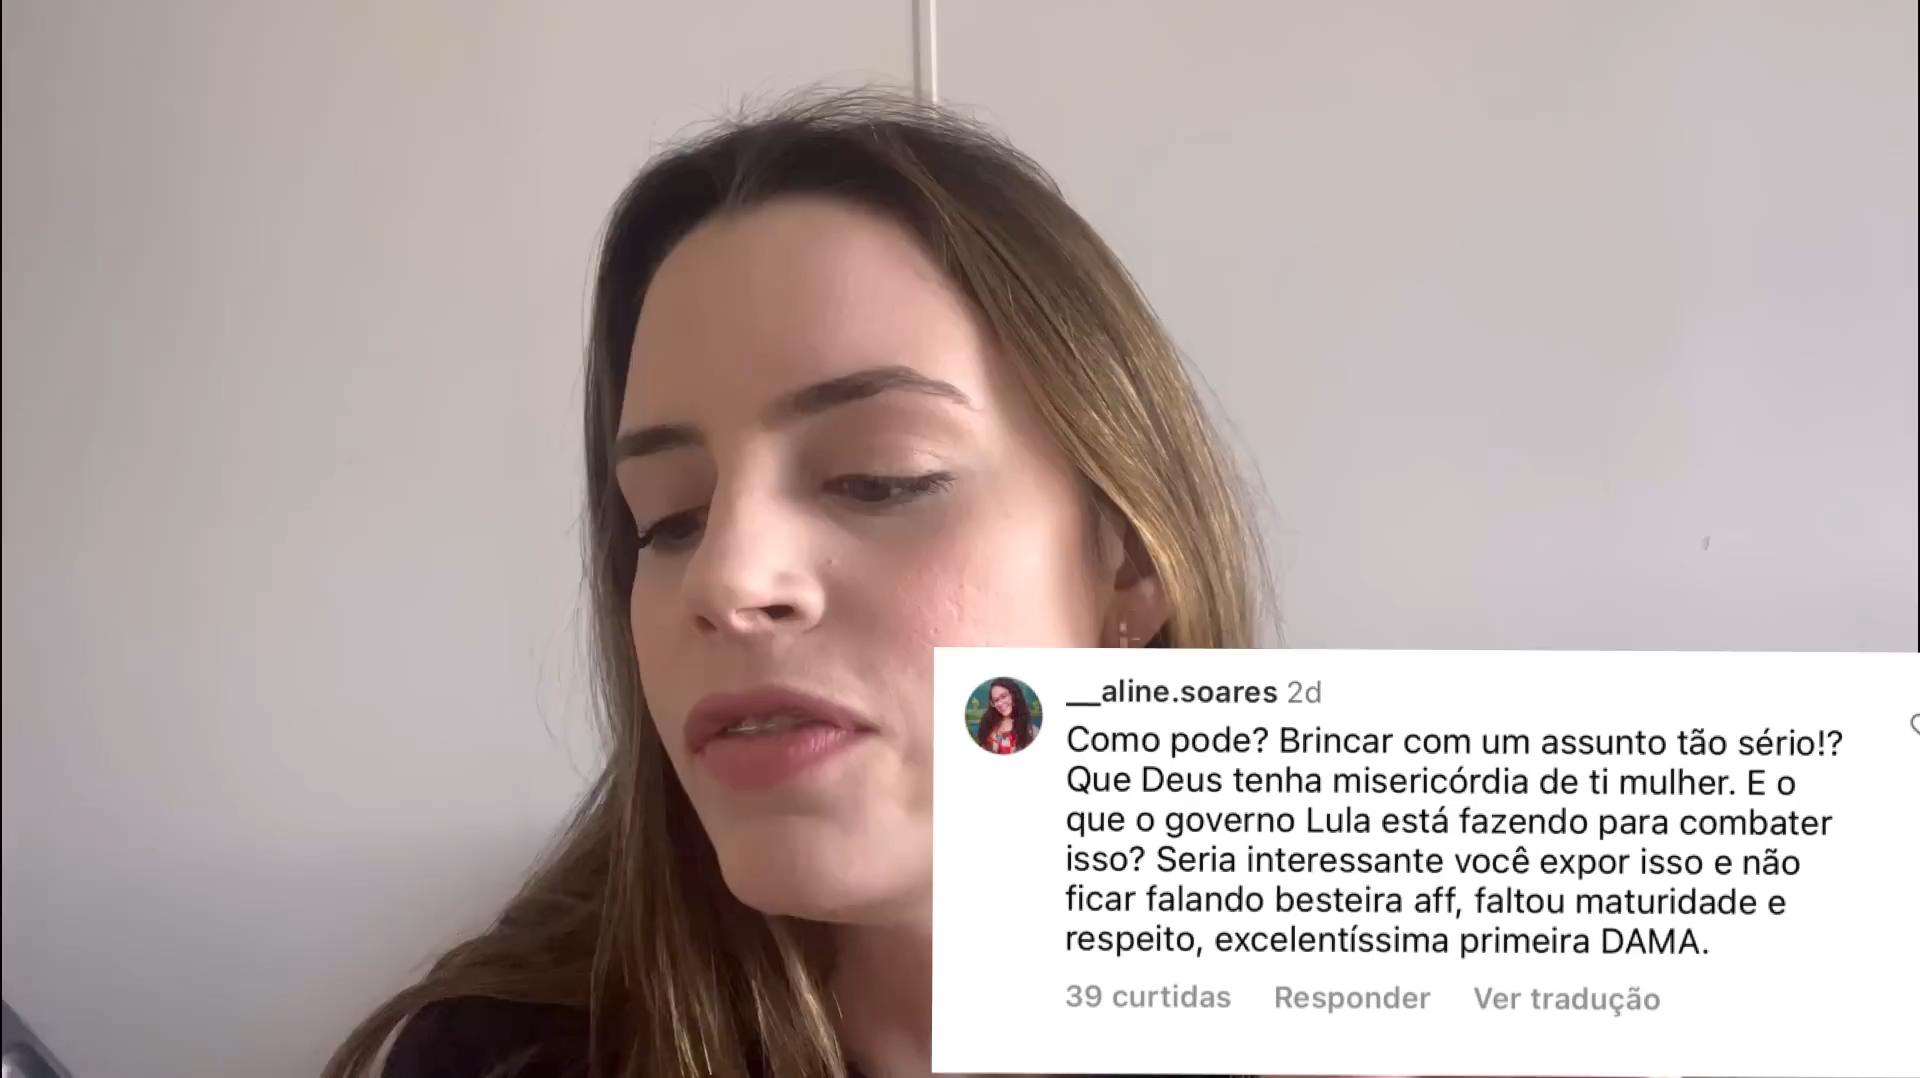 __aline.soares 2d
Como pode? Brincar com um assunto tão sério!?
Que Deus tenha misericórdia de ti mulher. E o
que o governo Lula está fazendo para combater
isso? Seria interessante você expor isso e não
ficar falando besteira aff, faltou maturidade e
respeito, excelentíssima primeira DAMA.
39 curtidas Responder Ver tradução